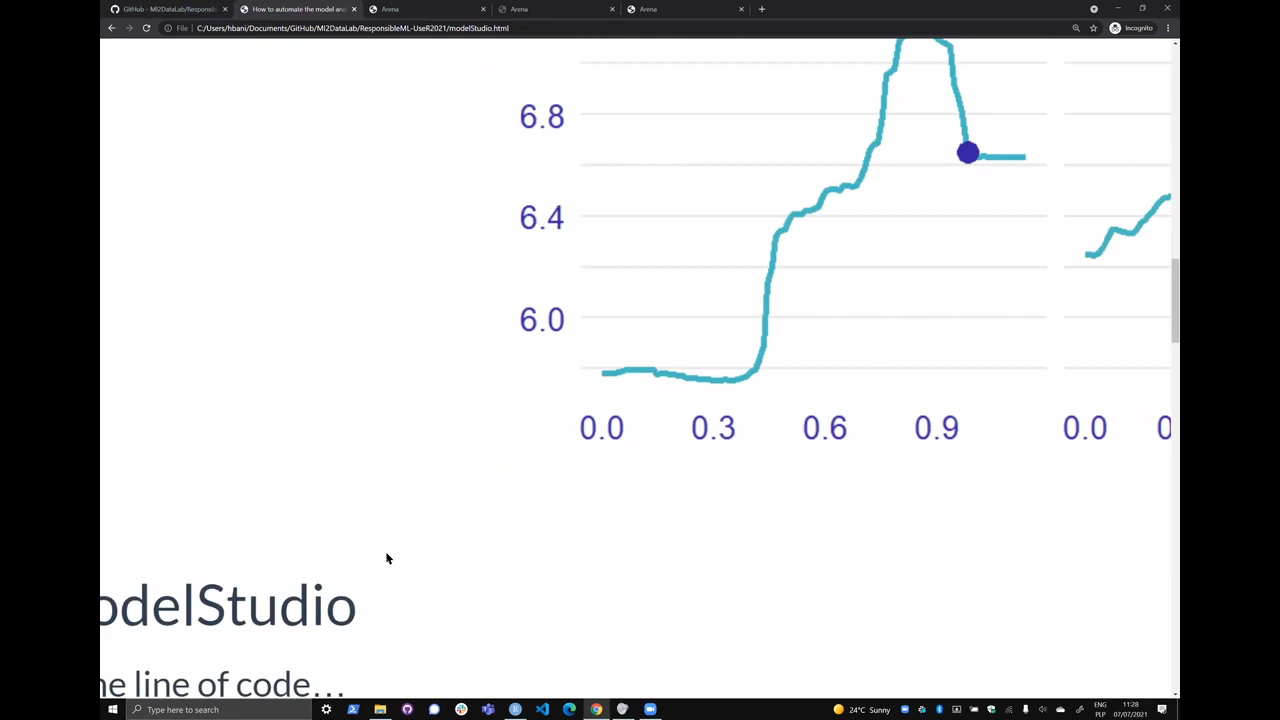 GitHub - MI2DataLab/Responsib
How to automate the model ana
Arena
Arena
Arena
File
C:/Users/hbani/Documents/GitHub/MI2DataLab/ResponsibleML-UseR2021/modelStudio.html
Incognito
6.8
6.4
6.0
0.0 0.3 0.6 0.9 0.0 0
odelStudio
ne line of code…
Type here to search
24°C Sunny
ENG
PLP
11:28
07/07/2021